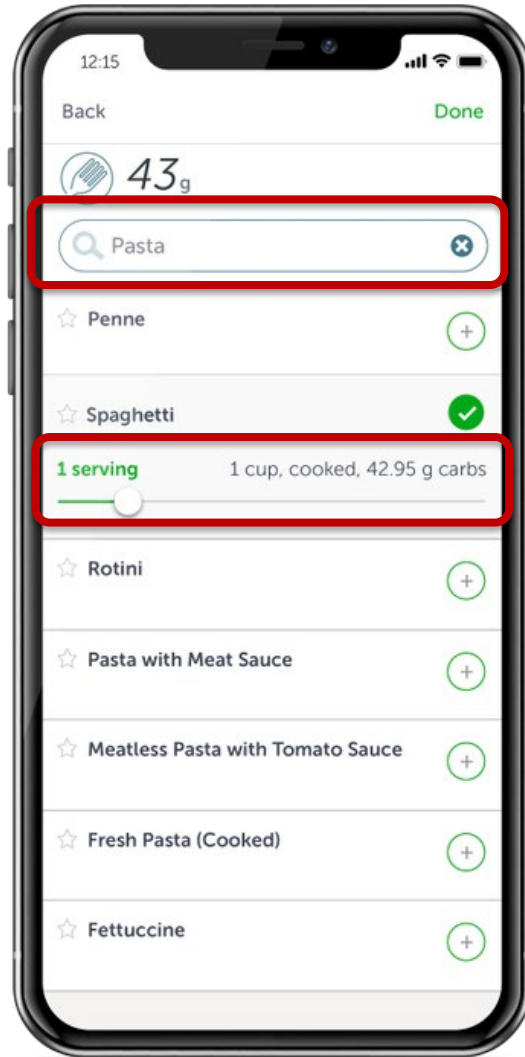 12:15
Back Done
43g
Pasta
Penne
Spaghetti
1 serving 1 cup, cooked, 42.95 g carbs
Rotini
Pasta with Meat Sauce
Meatless Pasta with Tomato Sauce
Fresh Pasta (Cooked)
Fettuccine